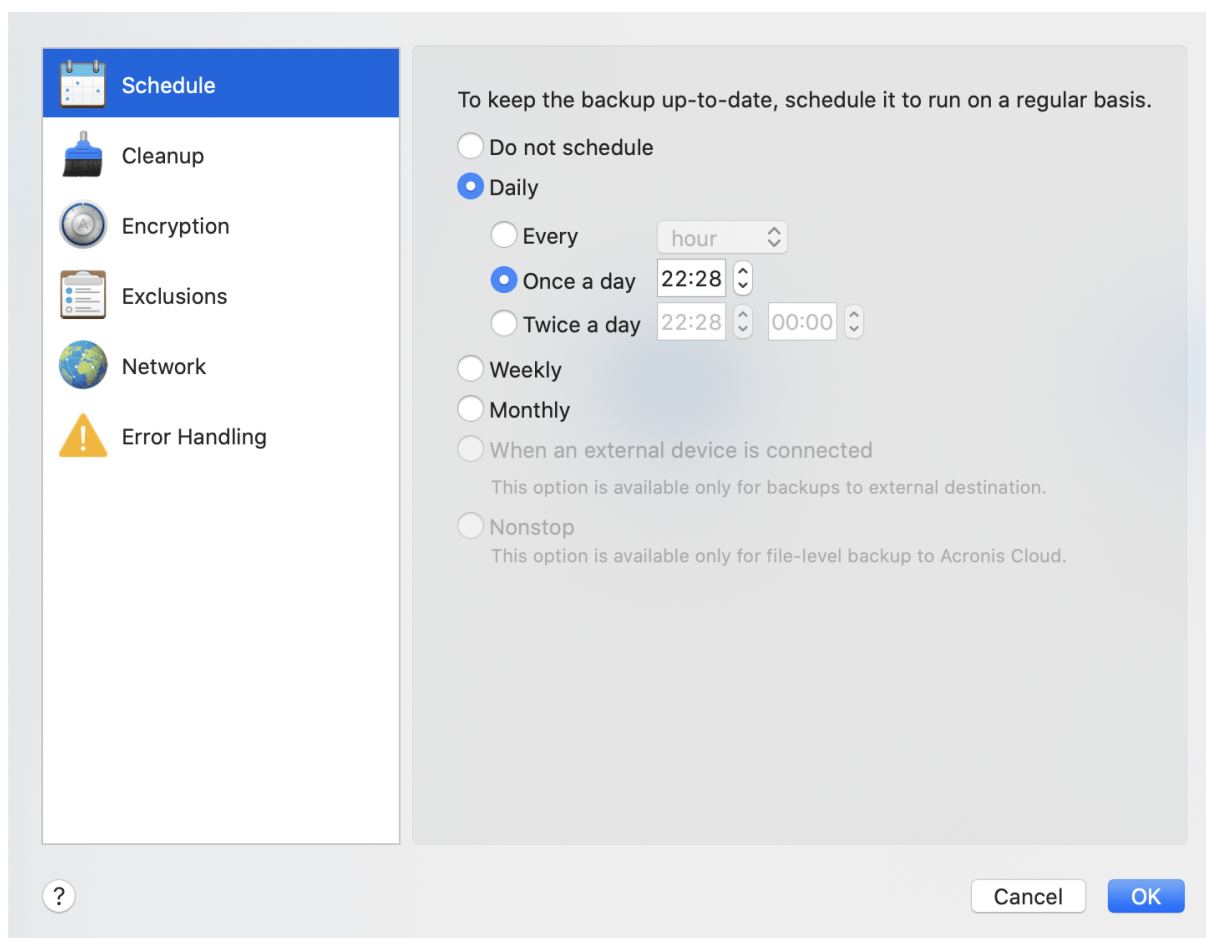 Schedule
Cleanup
Encryption
Exclusions
Network
Error Handling
To keep the backup up-to-date, schedule it to run on a regular basis.
Do not schedule
Daily
Every hour
Once a day 22:28
Twice a day 22:28 00:00
Weekly
Monthly
When an external device is connected
This option is available only for backups to external destination.
Nonstop
This option is available only for file-level backup to Acronis Cloud.
? Cancel OK